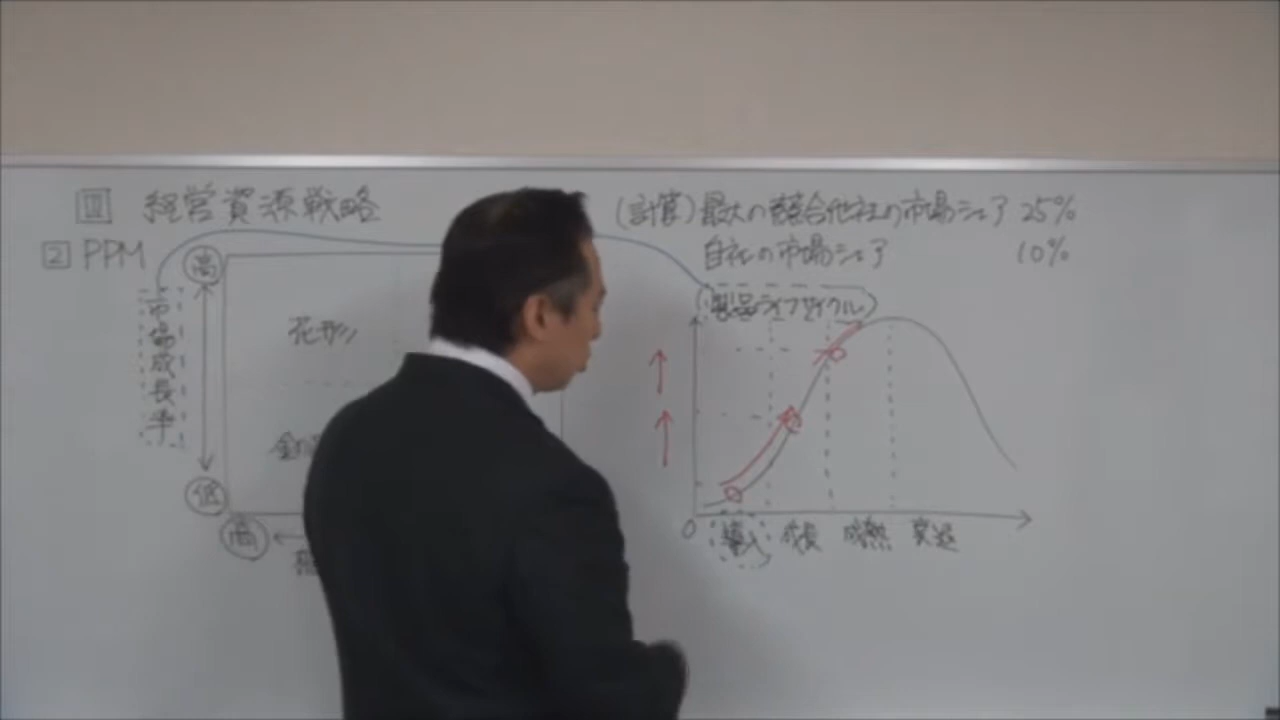 Ⅲ 経営資源戦略
2 PPM
(計算) 最大の競合他社の市場シェア 25%
自社の市場シェア 10%
市場成長率
高
低
高
花形
金
製品ライフサイクル
0
導入 成長 成熟 衰退